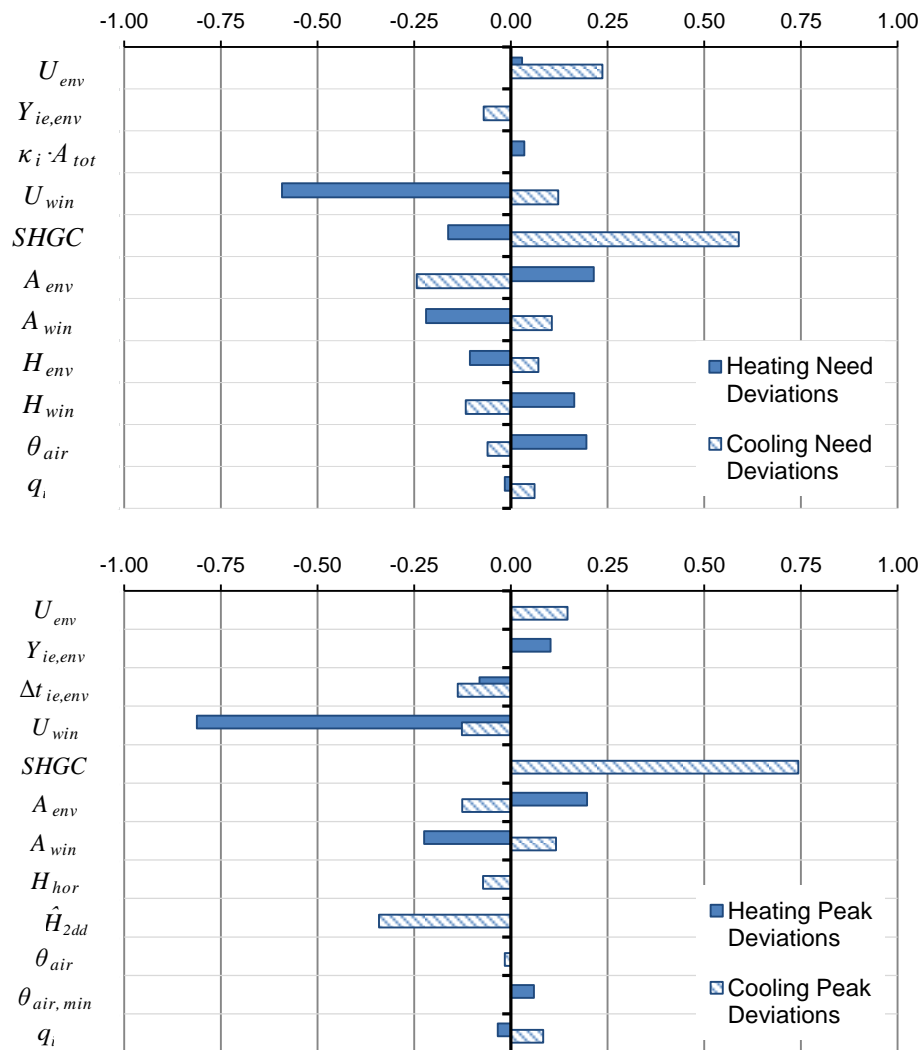 -1.00 -0.75 -0.50 -0.25 0.00 0.25 0.50 0.75 1.00
U env
Y ie,env
κ i · A tot
U win
SHGC
A env
A win
H env
H win
θ air
q i
Heating Need
Deviations
Cooling Need
Deviations
-1.00 -0.75 -0.50 -0.25 0.00 0.25 0.50 0.75 1.00
U env
Y ie,env
Δt ie,env
U win
SHGC
A env
A win
H hor
Ĥ 2dd
θ air
θ air, min
q i
Heating Peak
Deviations
Cooling Peak
Deviations